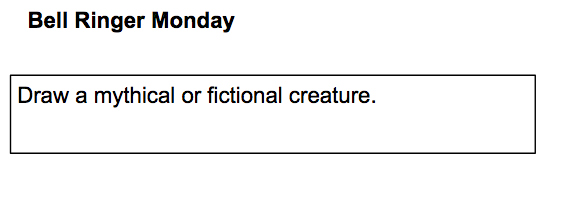 Bell Ringer Monday
Draw a mythical or fictional creature.